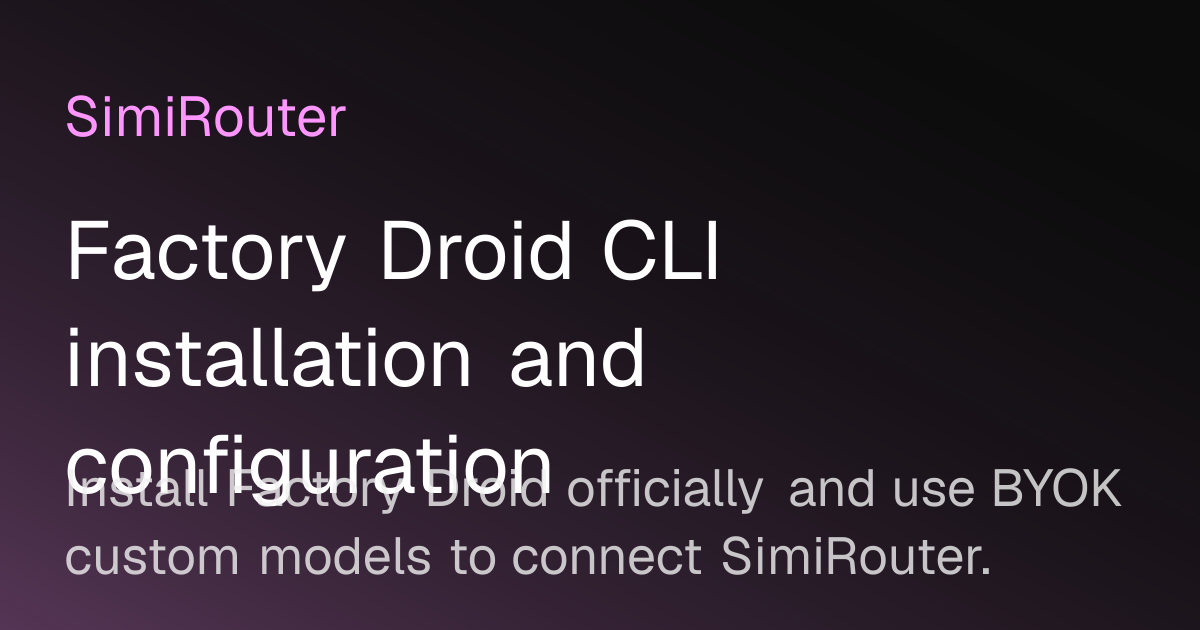 SimiRouter
Factory Droid CLI
installation and
configuration
Install Factory Droid officially and use BYOK
custom models to connect SimiRouter.